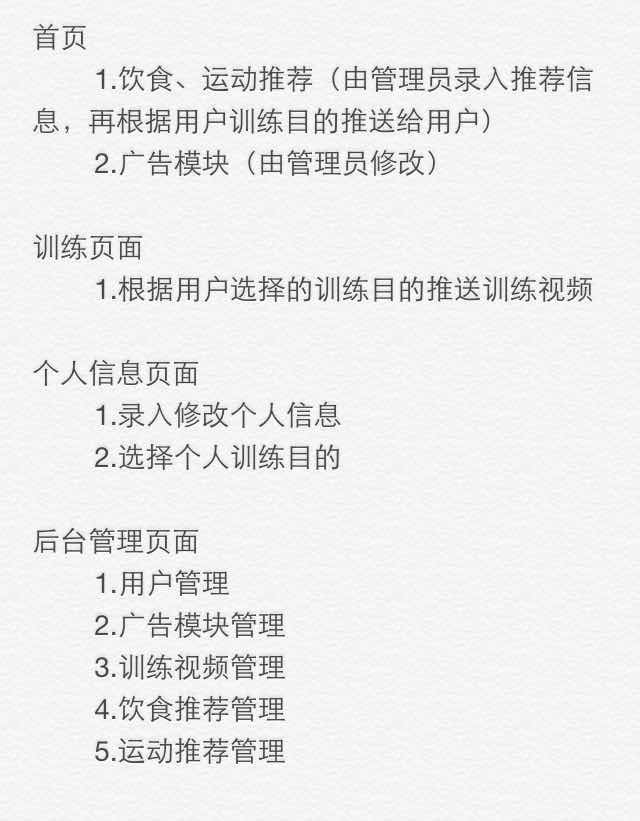 首页
1.饮食、运动推荐（由管理员录入推荐信
息，再根据用户训练目的推送给用户）
2.广告模块（由管理员修改）
训练页面
1.根据用户选择的训练目的推送训练视频
个人信息页面
1.录入修改个人信息
2.选择个人训练目的
后台管理页面
1.用户管理
2.广告模块管理
3.训练视频管理
4.饮食推荐管理
5.运动推荐管理